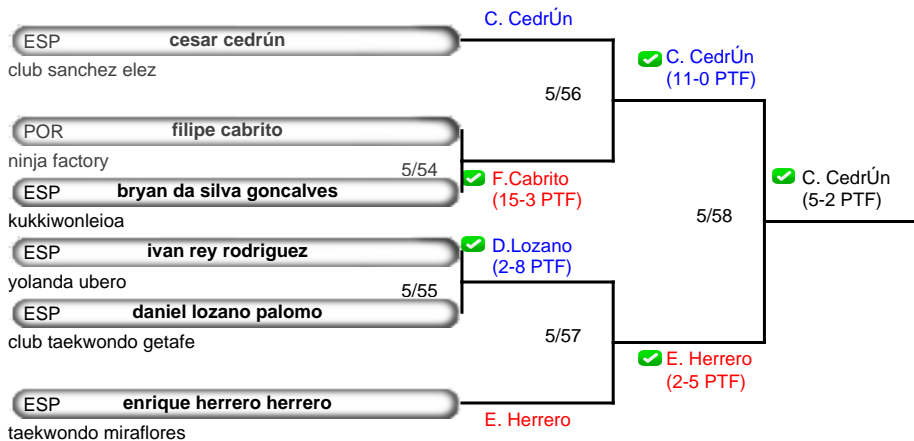 C. CedrÚn
ESP cesar cedrún
club sanchez elez
C. CedrÚn
(11-0 PTF)
5/56
POR filipe cabrito
ninja factory
5/54
F.Cabrito
(15-3 PTF)
ESP bryan da silva goncalves
kukkiwonleioa
C. CedrÚn
(5-2 PTF)
5/58
ESP ivan rey rodriguez
yolanda ubero
D.Lozano
(2-8 PTF)
5/55
ESP daniel lozano palomo
club taekwondo getafe
5/57
E. Herrero
(2-5 PTF)
ESP enrique herrero herrero
taekwondo miraflores
E. Herrero